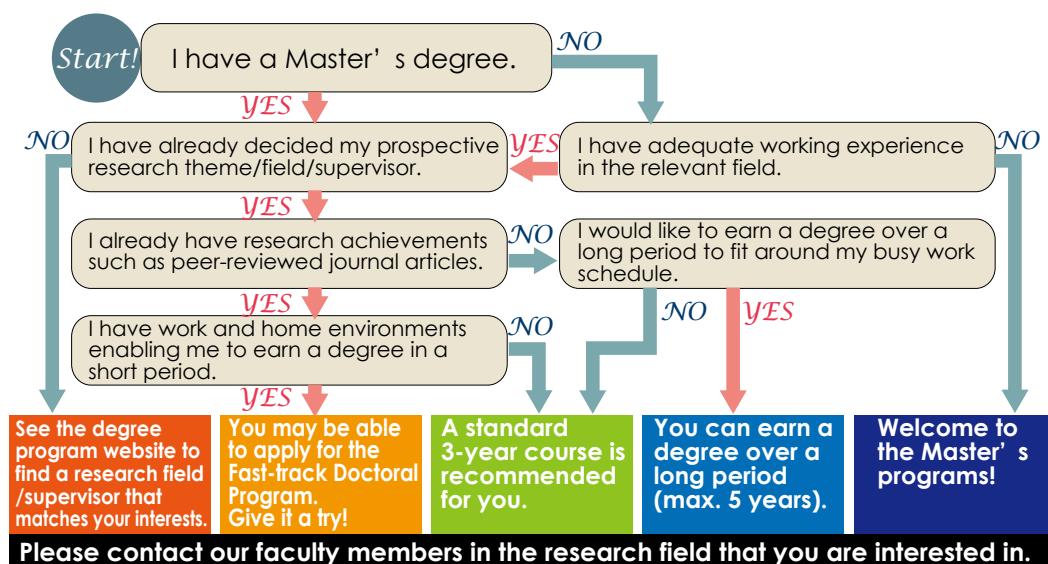 Start!
I have a Master’ s degree.
NO
YES
NO
I have already decided my prospective
research theme/field/supervisor.
YES
I have adequate working experience
in the relevant field.
NO
YES
I already have research achievements
such as peer-reviewed journal articles.
NO
I would like to earn a degree over a
long period to fit around my busy work
schedule.
YES
NO
YES
I have work and home environments
enabling me to earn a degree in a
short period.
NO
YES
See the degree
program website to
find a research field
/supervisor that
matches your interests.
You may be able
to apply for the
Fast-track Doctoral
Program.
Give it a try!
A standard
3-year course is
recommended
for you.
You can earn a
degree over a
long period
(max. 5 years).
Welcome to
the Master’ s
programs!
Please contact our faculty members in the research field that you are interested in.